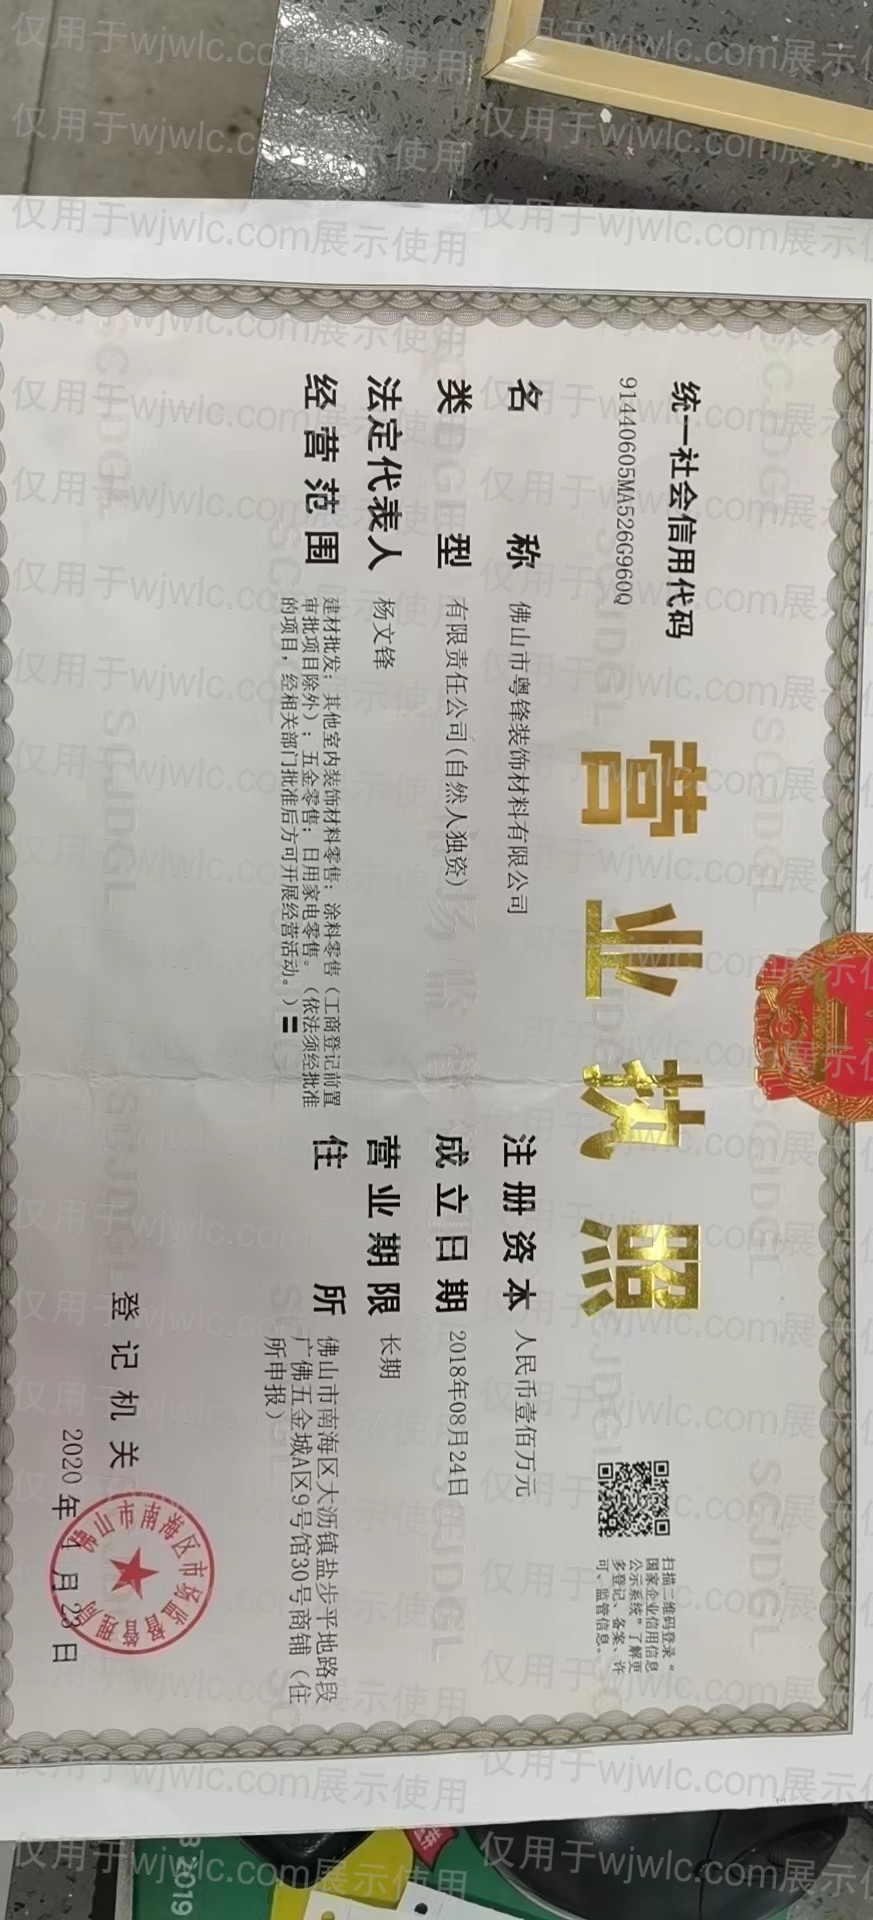 统一社会信用代码
91440605MA526G960Q
营业执照
扫描二维码登录“
国家企业信用信息
公示系统”了解更
多登记、备案、许
可、监管信息。
名称 佛山市粤锋装饰材料有限公司
类型 有限责任公司(自然人独资)
法定代表人 杨文锋
经营范围 建材批发；其他室内装饰材料零售；涂料零售（工商登记前置
审批项目除外）；五金零售；日用家电零售。（依法须经批准
的项目，经相关部门批准后方可开展经营活动。）〓
注册资本 人民币壹佰万元
成立日期 2018年08月24日
营业期限 长期
住所 佛山市南海区大沥镇盐步平地路段
广佛五金城A区9号馆30号商铺（住
所申报）
登记机关
佛山市南海区市场监督管理局
2020年 月23日
SCJDGL
仅用于wjwlc.com展示使用
2019